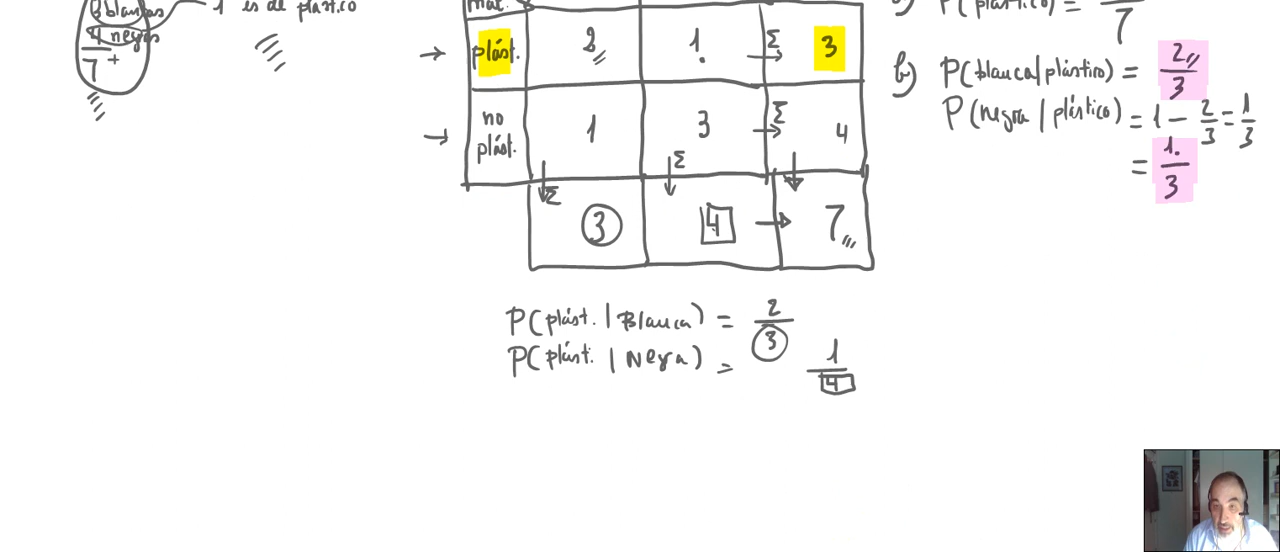 3 blancas
1 es de plástico
4 negras
7 +
mat.
plást. 2 1 Σ 3
no plást. 1 3 Σ 4
Σ Σ
3 4 7
P(plástico) =
7
b) P(blanca/plástico) = 2/3
P(negra/plástico) = 1 - 2/3 = 1/3
= 1/3
P(plást. | Blanca) = 2/3
P(plást. | Negra) = 1/4